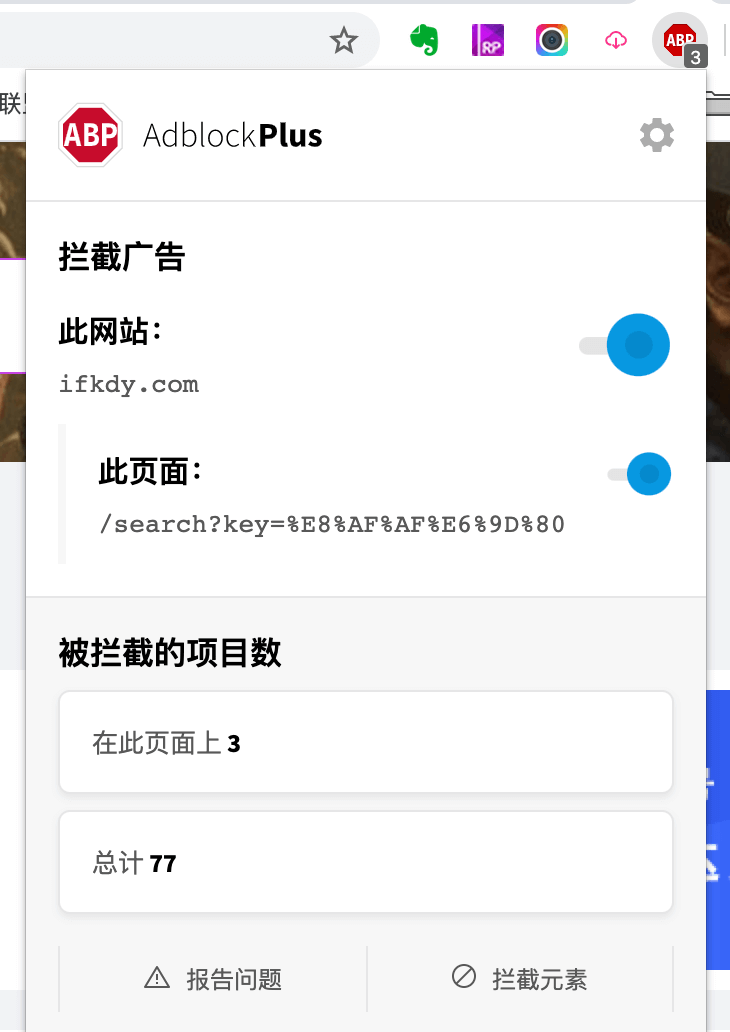 RP
ABP
3
联
ABP AdblockPlus
拦截广告
此网站：
ifkdy.com
此页面：
/search?key=%E8%AF%AF%E6%9D%80
被拦截的项目数
在此页面上 3
总计 77
报告问题
拦截元素